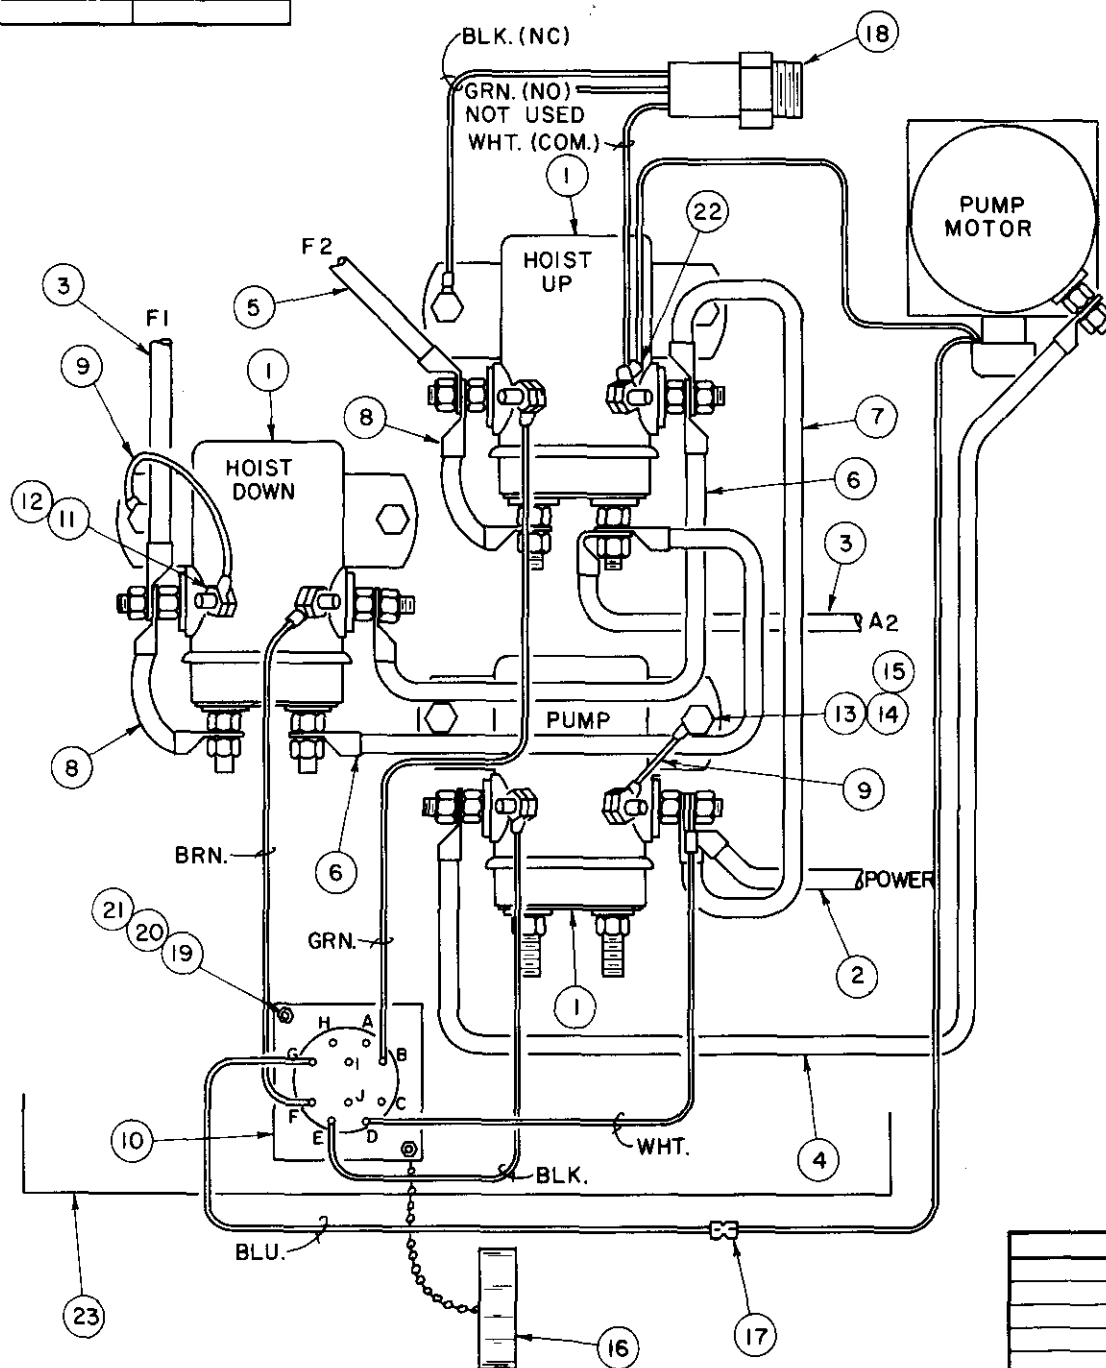 BLK. (NC)
18
GRN. (NO)
NOT USED
WHT. (COM.)
1
PUMP
MOTOR
22
F2
HOIST
UP
3
5
F1
9
1
8
7
HOIST
DOWN
6
12
11
3
A2
15
PUMP
13
14
8
9
BRN.
6
POWER
21
20
19
GRN.
2
1
H
A
G
I
B
F
J
C
E
D
10
WHT.
4
BLK.
BLU.
23
16
17